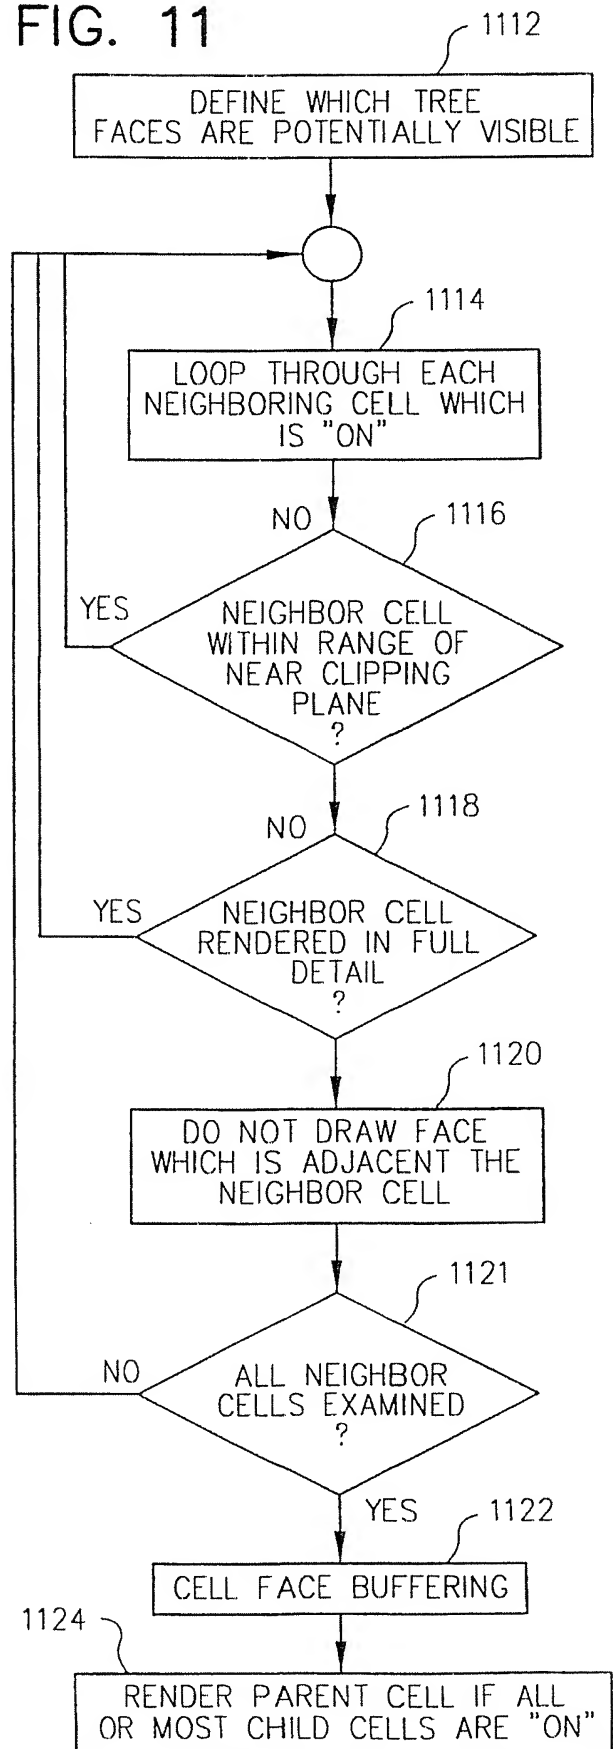 FIG. 11
1112
DEFINE WHICH TREE
FACES ARE POTENTIALLY VISIBLE
1114
LOOP THROUGH EACH
NEIGHBORING CELL WHICH
IS "ON"
NO
1116
YES
NEIGHBOR CELL
WITHIN RANGE OF
NEAR CLIPPING
PLANE
?
NO
1118
YES
NEIGHBOR CELL
RENDERED IN FULL
DETAIL
?
1120
DO NOT DRAW FACE
WHICH IS ADJACENT THE
NEIGHBOR CELL
1121
NO
ALL NEIGHBOR
CELLS EXAMINED
?
YES
1122
CELL FACE BUFFERING
1124
RENDER PARENT CELL IF ALL
OR MOST CHILD CELLS ARE "ON"